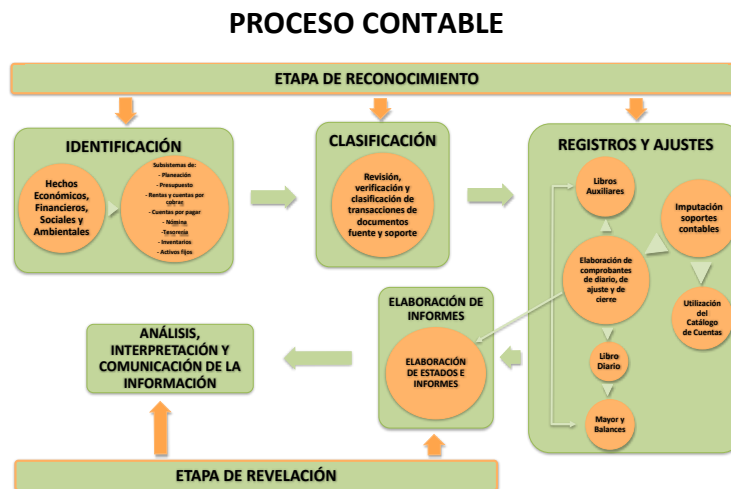 PROCESO CONTABLE
ETAPA DE RECONOCIMIENTO
IDENTIFICACIÓN
Hechos
Económicos,
Financieros,
Sociales y
Ambientales
Subsistemas de:
- Planeación
- Presupuesto
- Rentas y cuentas por
cobrar
- Cuentas por pagar
- Nómina
-Tesorería
- Inventarios
- Activos fijos
CLASIFICACIÓN
Revisión,
verificación y
clasificación de
transacciones de
documentos
fuente y soporte
REGISTROS Y AJUSTES
Libros
Auxiliares
Imputación
soportes
contables
Elaboración de
comprobantes
de diario, de
ajuste y de
cierre
Utilización
del
Catálogo
de Cuentas
Libro
Diario
Mayor y
Balances
ELABORACIÓN DE
INFORMES
ELABORACIÓN
DE ESTADOS E
INFORMES
ANÁLISIS,
INTERPRETACIÓN Y
COMUNICACIÓN DE LA
INFORMACIÓN
ETAPA DE REVELACIÓN